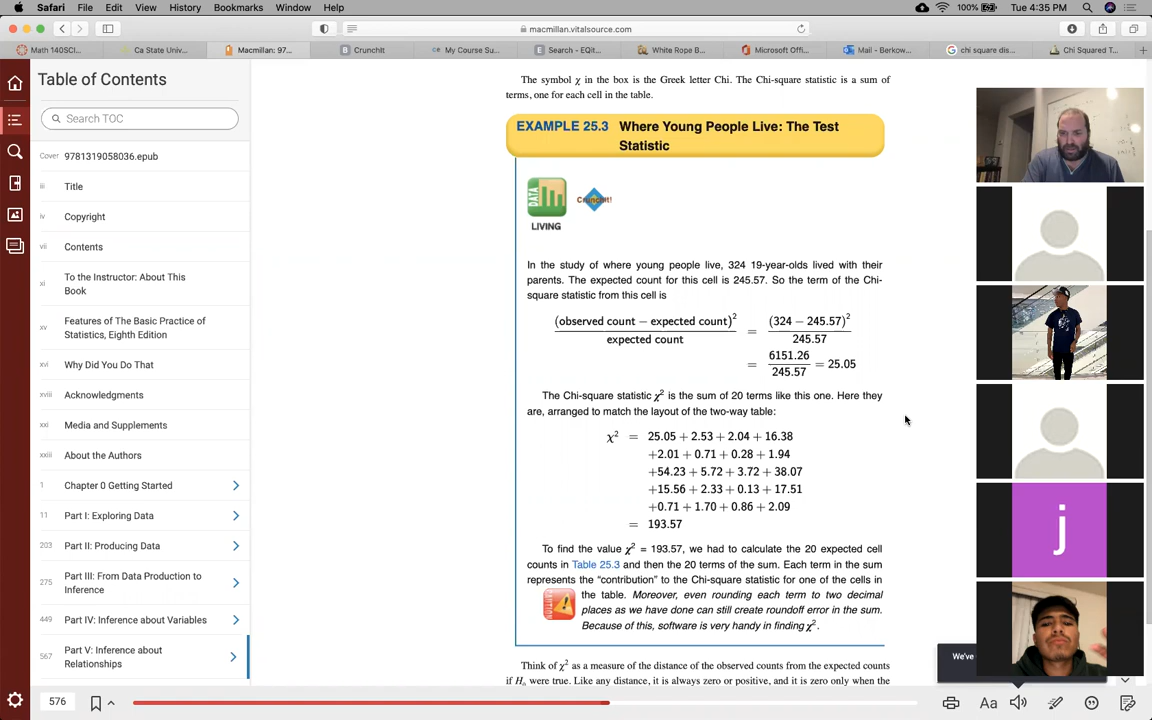 Safari File Edit View History Bookmarks Window Help 100% Tue 4:35 PM
macmillan.vitalsource.com
Math 140SCI... Ca State Univ... Macmillan: 97... CrunchIt My Course Su... Search - EQit... White Rope B... Microsoft Offi... Mail - Berkow... chi square dis... Chi Squared T...
Table of Contents
Search TOC
Cover 9781319058036.epub
iii Title
iv Copyright
vii Contents
xi To the Instructor: About This
Book
xv Features of The Basic Practice of
Statistics, Eighth Edition
xvi Why Did You Do That
xviii Acknowledgments
xxi Media and Supplements
xxiii About the Authors
1 Chapter 0 Getting Started
11 Part I: Exploring Data
203 Part II: Producing Data
275 Part III: From Data Production to
Inference
449 Part IV: Inference about Variables
567 Part V: Inference about
Relationships
The symbol χ in the box is the Greek letter Chi. The Chi-square statistic is a sum of
terms, one for each cell in the table.
EXAMPLE 25.3 Where Young People Live: The Test
Statistic
DATA
CrunchIt!
LIVING
In the study of where young people live, 324 19-year-olds lived with their
parents. The expected count for this cell is 245.57. So the term of the Chi-
square statistic from this cell is
(observed count − expected count)² / expected count = (324 − 245.57)² / 245.57
= 6151.26 / 245.57 = 25.05
The Chi-square statistic χ² is the sum of 20 terms like this one. Here they
are, arranged to match the layout of the two-way table:
χ² = 25.05 + 2.53 + 2.04 + 16.38
+2.01 + 0.71 + 0.28 + 1.94
+54.23 + 5.72 + 3.72 + 38.07
+15.56 + 2.33 + 0.13 + 17.51
+0.71 + 1.70 + 0.86 + 2.09
= 193.57
To find the value χ² = 193.57, we had to calculate the 20 expected cell
counts in Table 25.3 and then the 20 terms of the sum. Each term in the sum
represents the “contribution” to the Chi-square statistic for one of the cells in
the table. Moreover, even rounding each term to two decimal
CAUTION
places as we have done can still create roundoff error in the sum.
Because of this, software is very handy in finding χ².
Think of χ² as a measure of the distance of the observed counts from the expected counts
if H₀ were true. Like any distance, it is always zero or positive, and it is zero only when the
j
We've
576
Aa